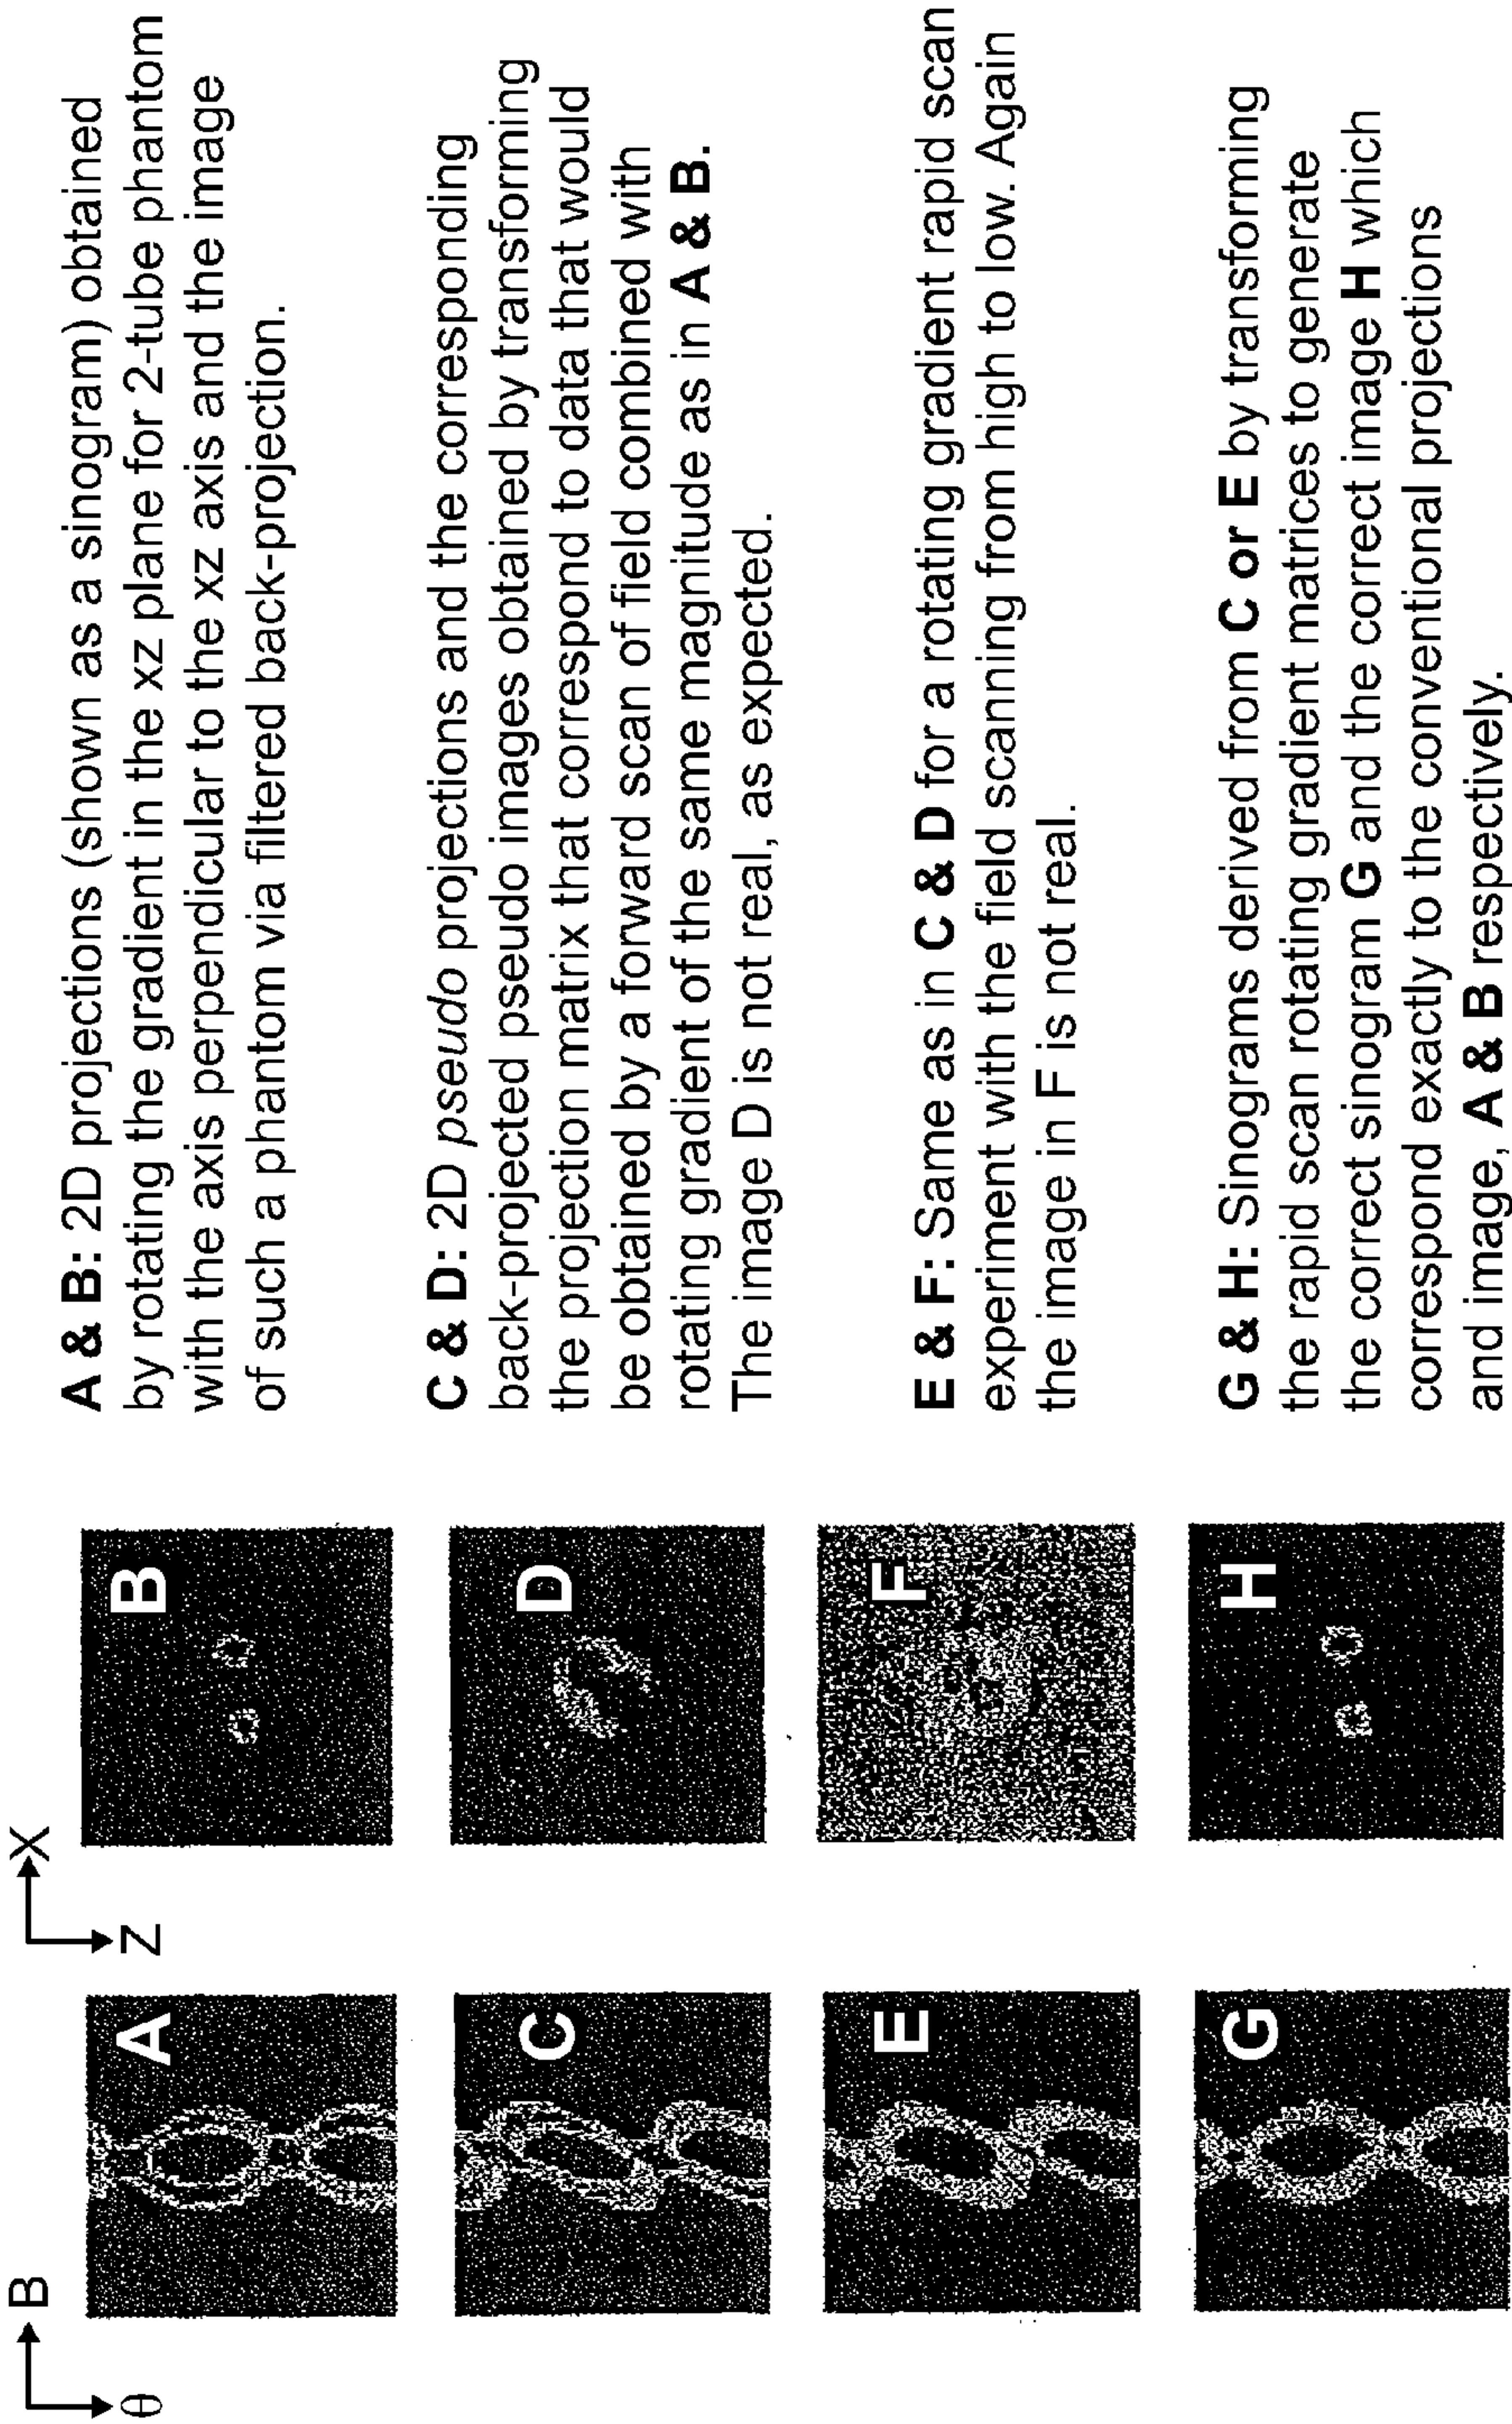 B
θ
X
Z
A
B
A & B: 2D projections (shown as a sinogram) obtained
by rotating the gradient in the xz plane for 2-tube phantom
with the axis perpendicular to the xz axis and the image
of such a phantom via filtered back-projection.
C
D
C & D: 2D pseudo projections and the corresponding
back-projected pseudo images obtained by transforming
the projection matrix that correspond to data that would
be obtained by a forward scan of field combined with
rotating gradient of the same magnitude as in A & B.
The image D is not real, as expected.
E
F
E & F: Same as in C & D for a rotating gradient rapid scan
experiment with the field scanning from high to low. Again
the image in F is not real.
G
H
G & H: Sinograms derived from C or E by transforming
the rapid scan rotating gradient matrices to generate
the correct sinogram G and the correct image H which
correspond exactly to the conventional projections
and image, A & B respectively.